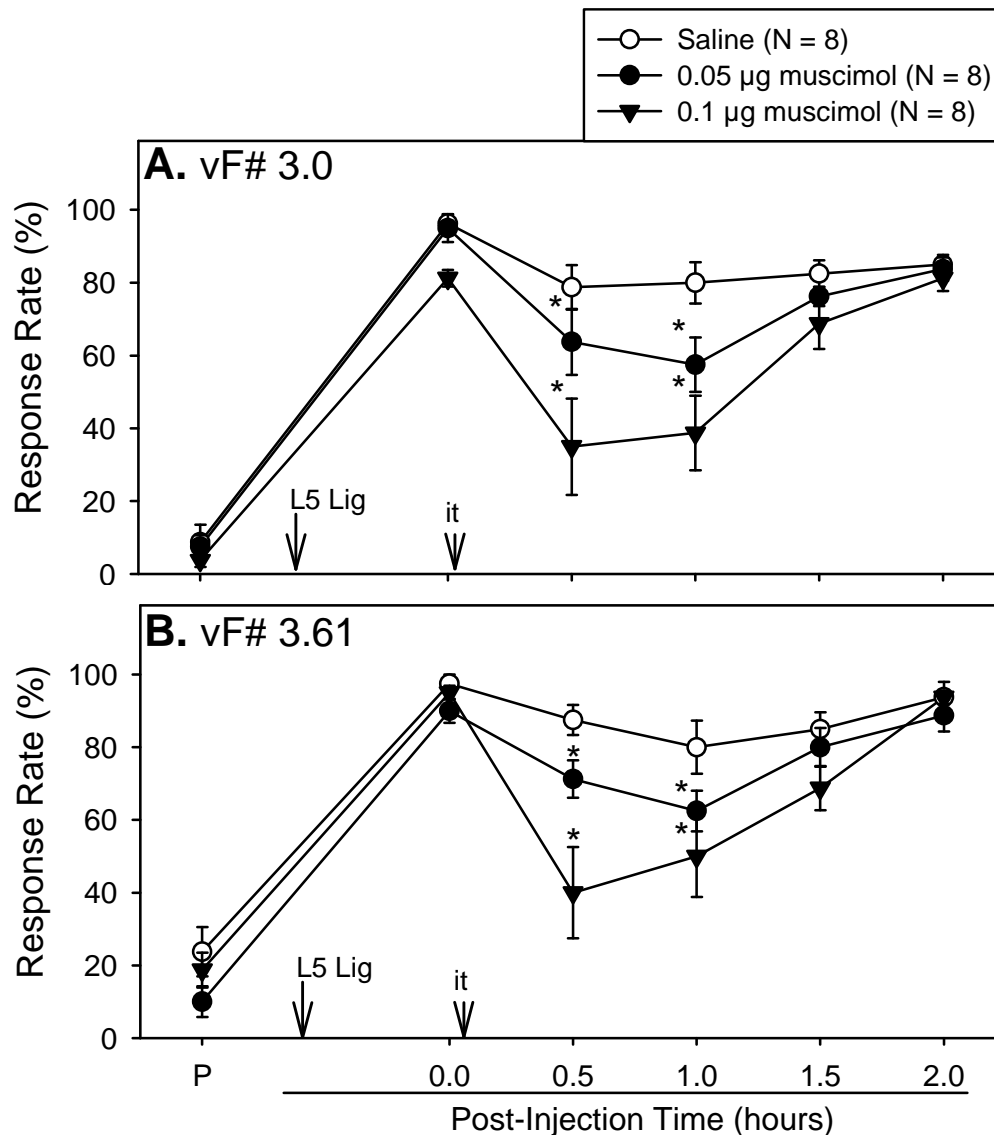 Saline (N = 8)
0.05 µg muscimol (N = 8)
0.1 µg muscimol (N = 8)
A. vF# 3.0
Response Rate (%)
100
80
60
40
20
0
*
*
*
*
L5 Lig
it
B. vF# 3.61
Response Rate (%)
100
80
60
40
20
0
*
*
*
*
L5 Lig
it
P 0.0 0.5 1.0 1.5 2.0
Post-Injection Time (hours)